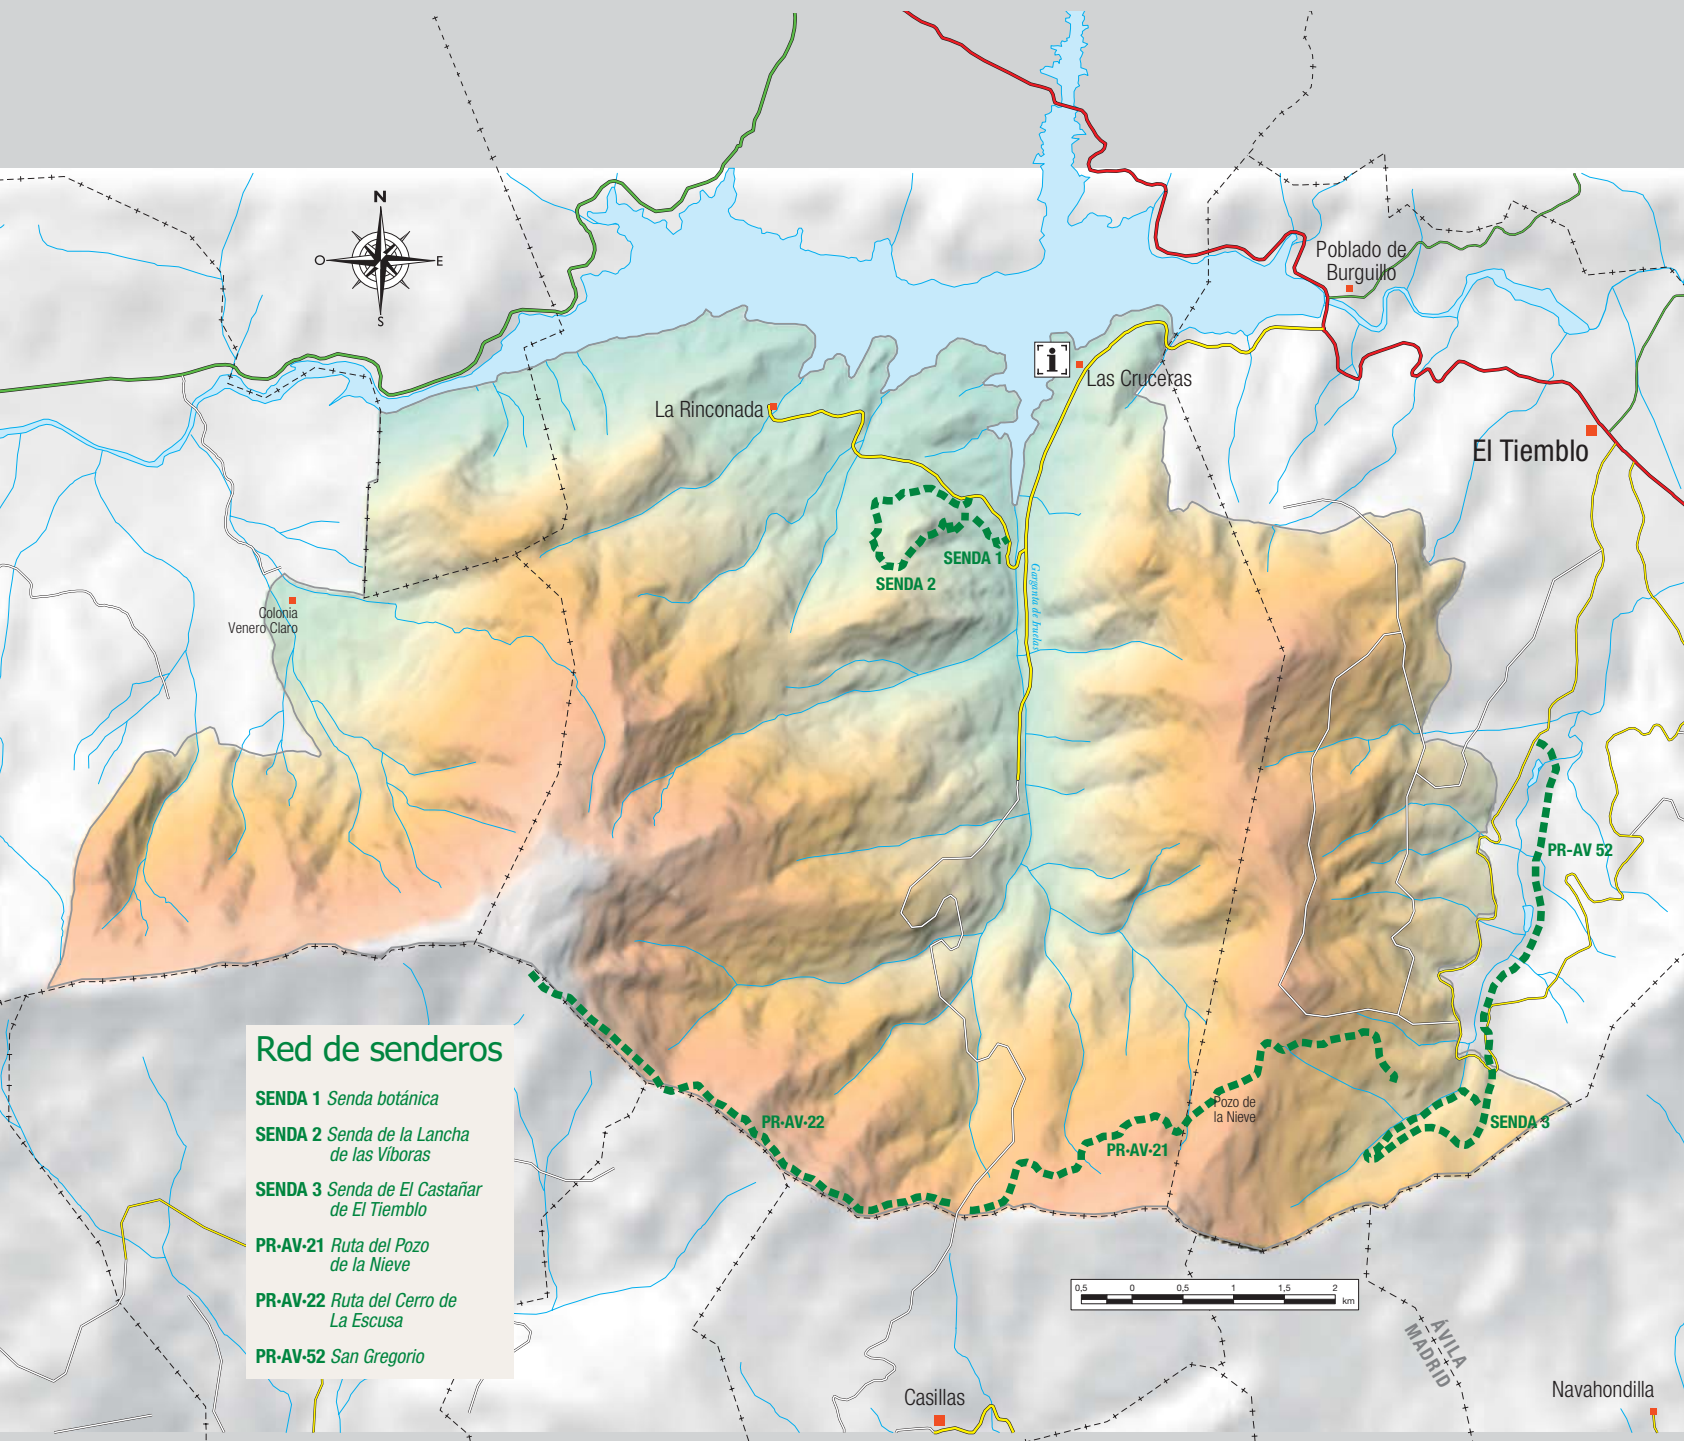 N
O
E
S
Poblado de
Burguillo
i
Las Cruceras
La Rinconada
El Tiemblo
SENDA 1
SENDA 2
Garganta de Iruelas
Colonia
Venero Claro
PR-AV 52
Red de senderos
SENDA 1 Senda botánica
SENDA 2 Senda de la Lancha
de las Víboras
SENDA 3 Senda de El Castañar
de El Tiemblo
PR·AV·21 Ruta del Pozo
de la Nieve
PR·AV·22 Ruta del Cerro de
La Escusa
PR·AV·52 San Gregorio
Pozo de
la Nieve
PR·AV·22
SENDA 3
PR·AV·21
0,5 0 0,5 1 1,5 2
km
ÁVILA
MADRID
Casillas
Navahondilla